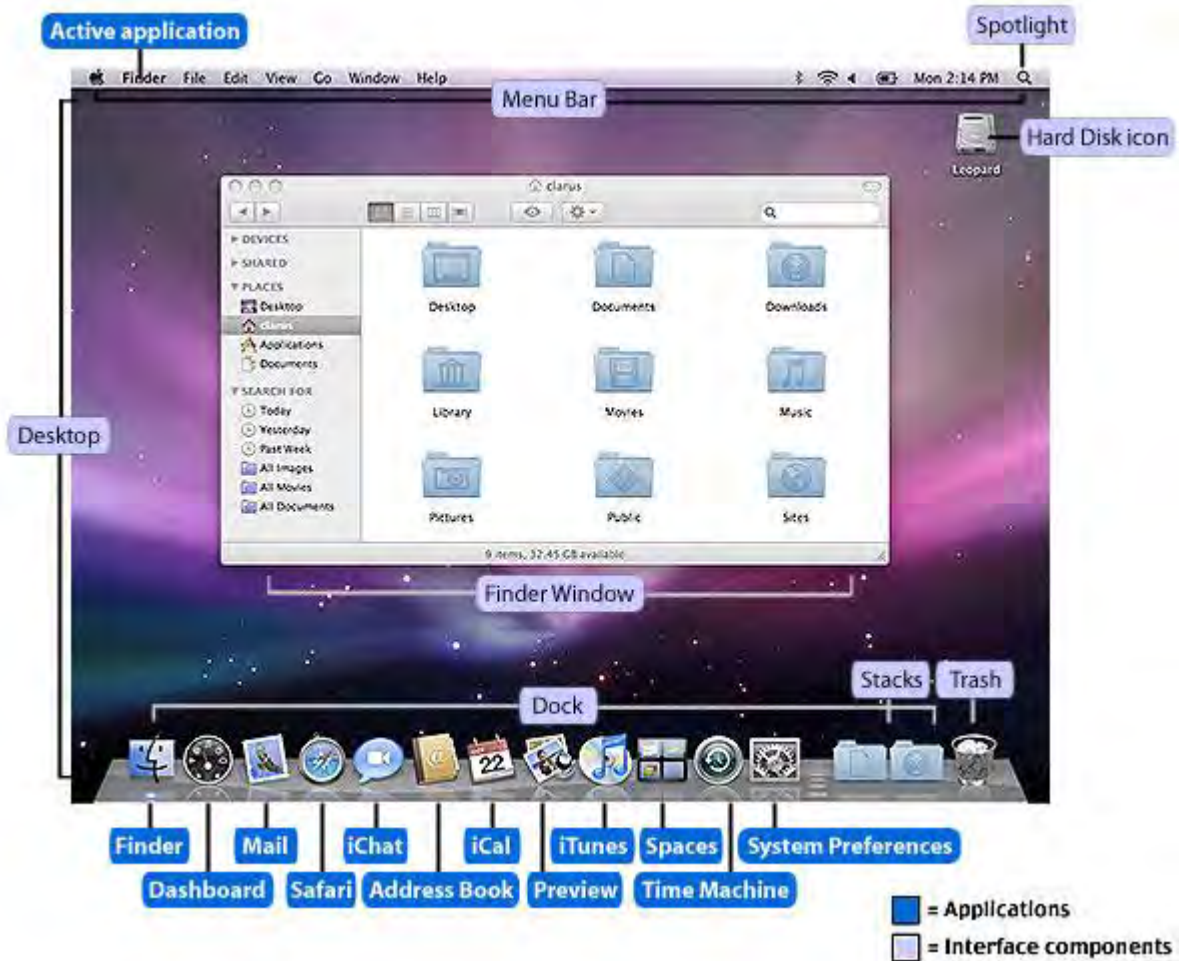 Active application
Spotlight
Finder File Edit View Go Window Help
Mon 2:14 PM
Menu Bar
Hard Disk icon
Leopard
clarus
DEVICES
SHARED
PLACES
Desktop
clarus
Applications
Documents
SEARCH FOR
Today
Yesterday
Past Week
All Images
All Movies
All Documents
Desktop
Documents
Downloads
Library
Movies
Music
Pictures
Public
Sites
9 items, 32.45 GB available
Desktop
Finder Window
Stacks
Trash
Dock
22
Finder
Mail
iChat
iCal
iTunes
Spaces
System Preferences
Dashboard
Safari
Address Book
Preview
Time Machine
= Applications
= Interface components